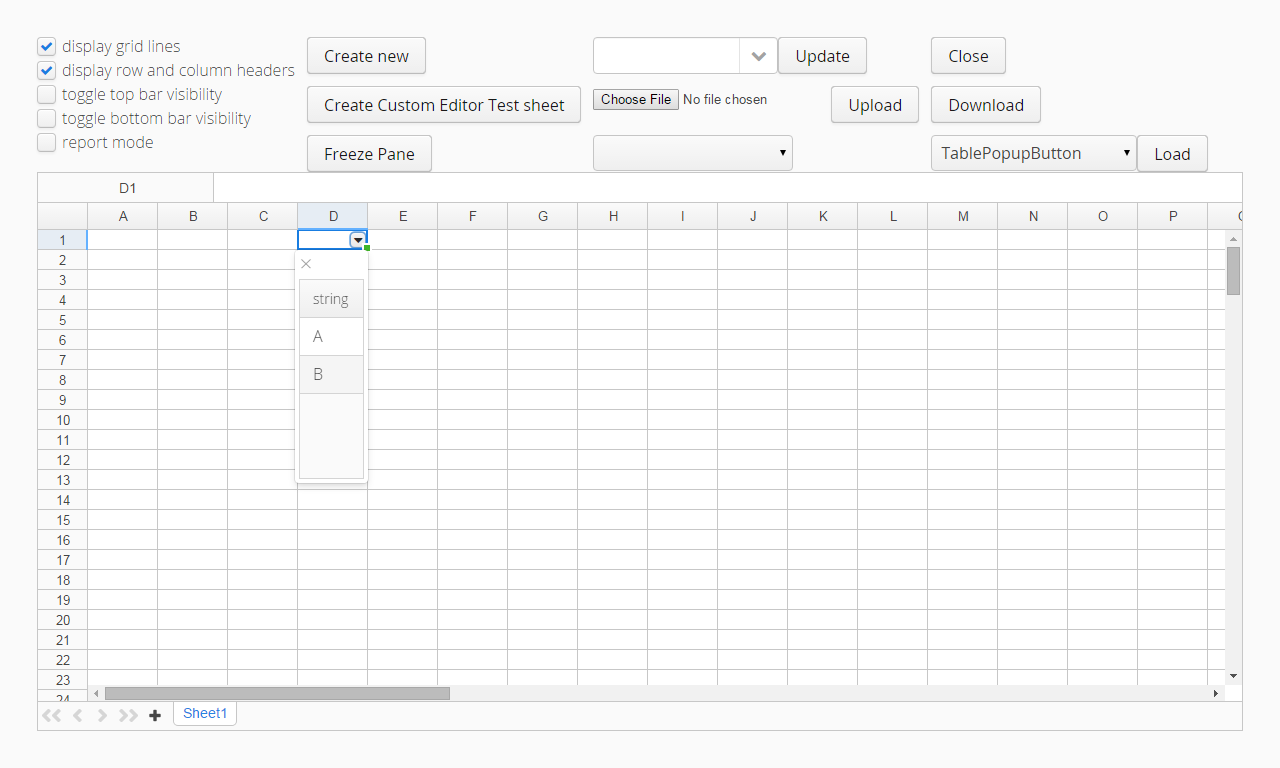 display grid lines
display row and column headers
toggle top bar visibility
toggle bottom bar visibility
report mode
Create new
Update
Close
Create Custom Editor Test sheet
Choose File No file chosen
Upload
Download
Freeze Pane
TablePopupButton
Load
D1
A B C D E F G H I J K L M N O P
1
2
3
4
5
6
7
8
9
10
11
12
13
14
15
16
17
18
19
20
21
22
23
24
string
A
B
Sheet1